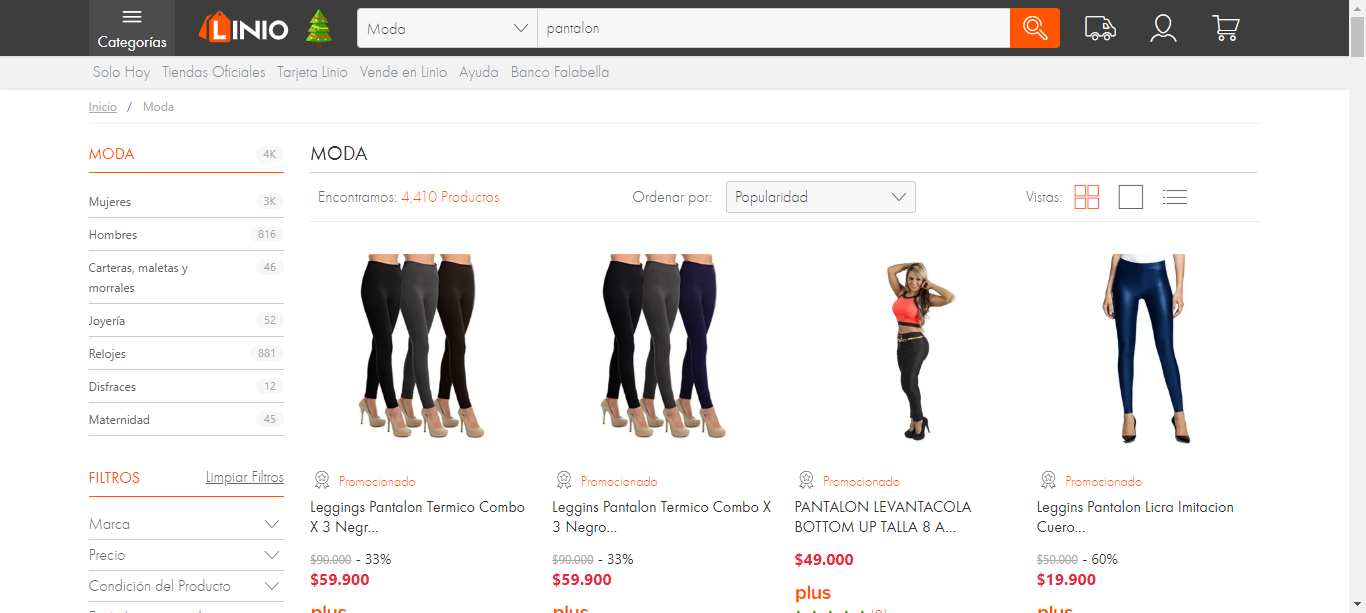 Categorías
LINIO
Moda
pantalon
Solo Hoy Tiendas Oficiales Tarjeta Linio Vende en Linio Ayuda Banco Falabella
Inicio / Moda
MODA 4K
Mujeres 3K
Hombres 816
Carteras, maletas y morrales 46
Joyería 52
Relojes 881
Disfraces 12
Maternidad 45
FILTROS Limpiar Filtros
Marca
Precio
Condición del Producto
MODA
Encontramos: 4,410 Productos Ordenar por: Popularidad Vistas:
Promocionado
Leggings Pantalon Termico Combo
X 3 Negr...
$90.000 - 33%
$59.900
plus
Promocionado
Leggins Pantalon Termico Combo X
3 Negro...
$90.000 - 33%
$59.900
plus
Promocionado
PANTALON LEVANTACOLA
BOTTOM UP TALLA 8 A...
$49.000
plus
Promocionado
Leggins Pantalon Licra Imitacion
Cuero...
$50.000 - 60%
$19.900
plus